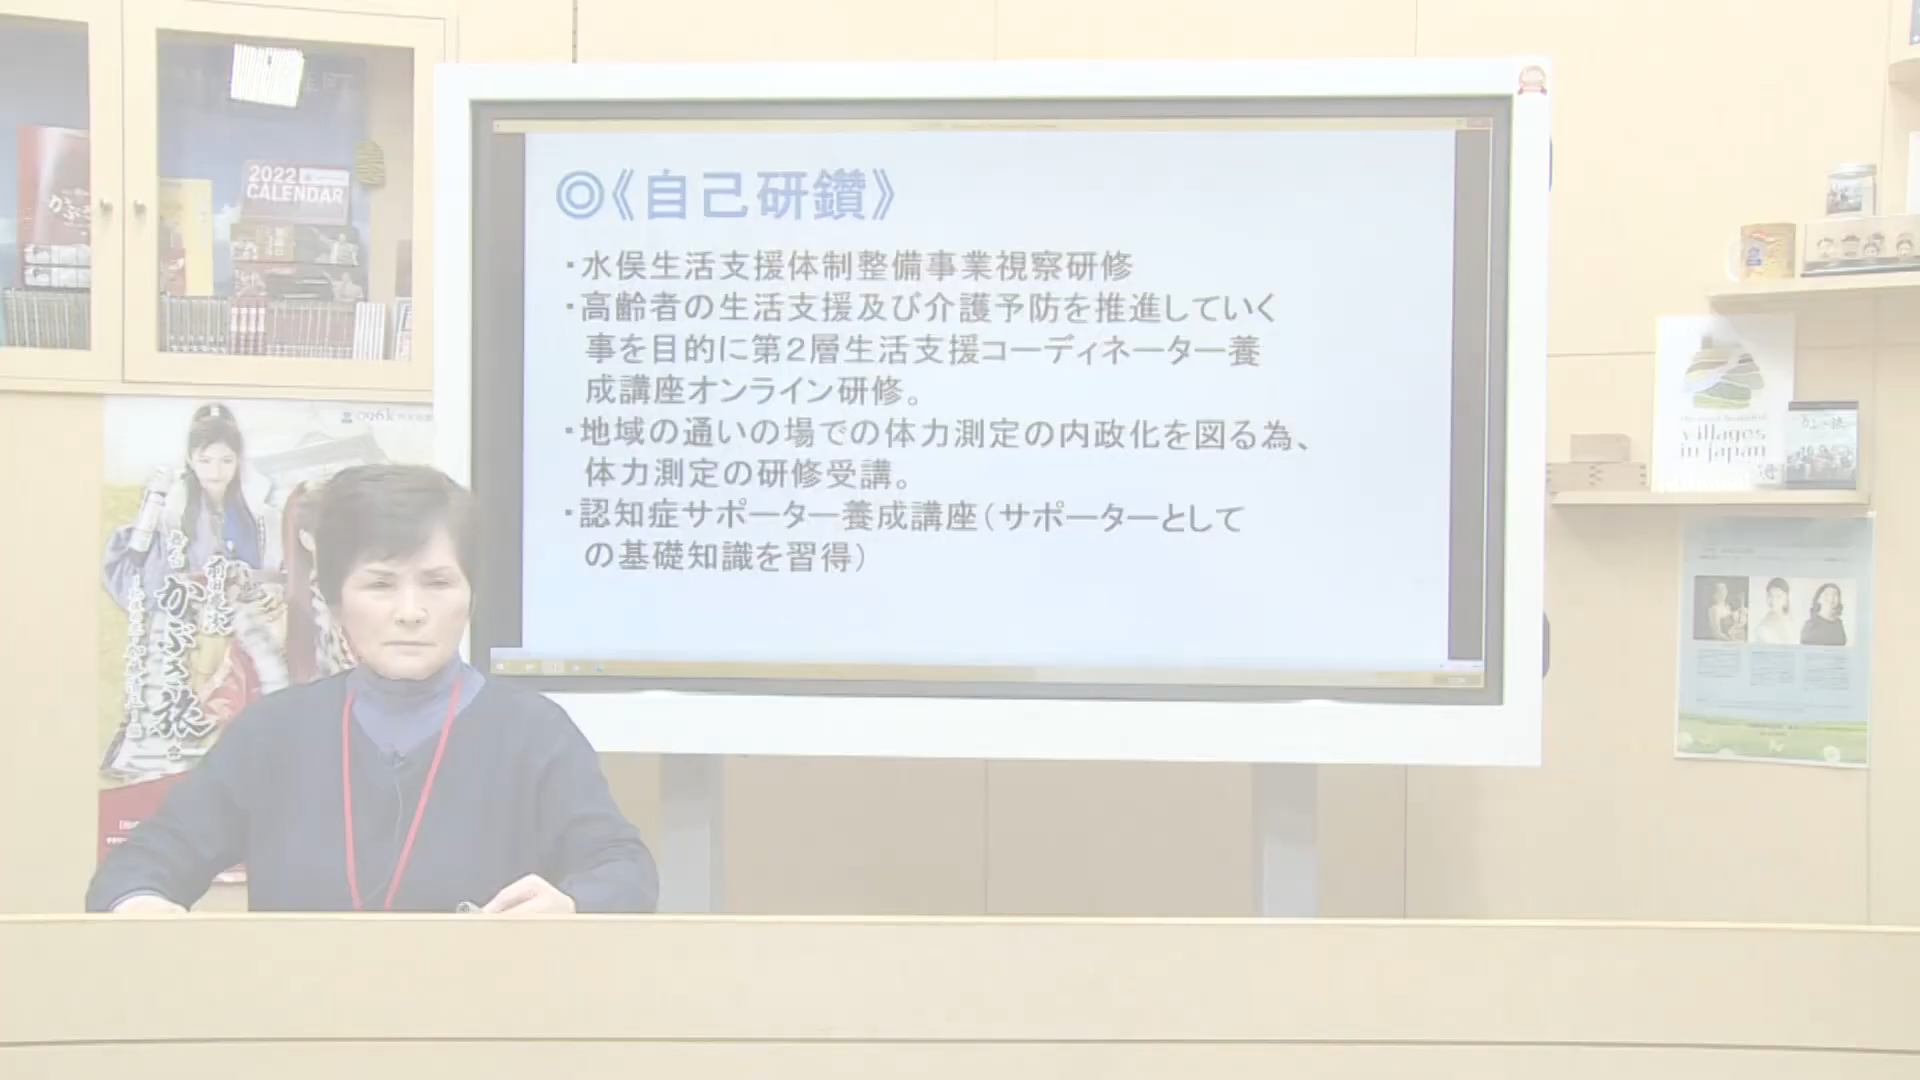 2022
CALENDAR
◎《自己研鑽》
・水俣生活支援体制整備事業視察研修
・高齢者の生活支援及び介護予防を推進していく
事を目的に第２層生活支援コーディネーター養
成講座オンライン研修。
・地域の通いの場での体力測定の内政化を図る為、
体力測定の研修受講。
・認知症サポーター養成講座（サポーターとして
の基礎知識を習得）
096k
かぶき旅
villages
in japan